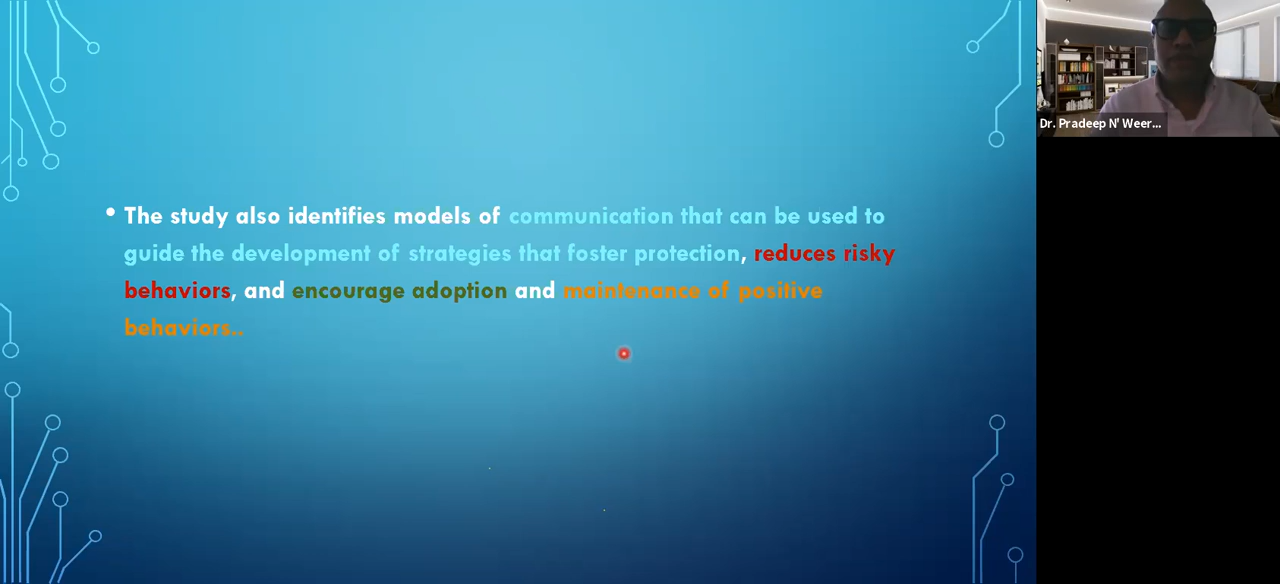 • The study also identifies models of communication that can be used to
guide the development of strategies that foster protection, reduces risky
behaviors, and encourage adoption and maintenance of positive
behaviors..
Dr. Pradeep N' Weer...